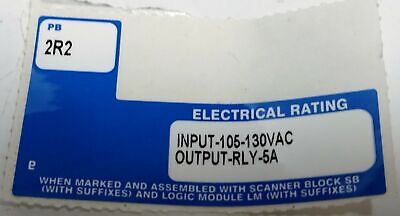 PB
2R2
ELECTRICAL RATING
INPUT-105-130VAC
OUTPUT-RLY-5A
e
WHEN MARKED AND ASSEMBLED WITH SCANNER BLOCK SB
(WITH SUFFIXES) AND LOGIC MODULE LM (WITH SUFFIXES)